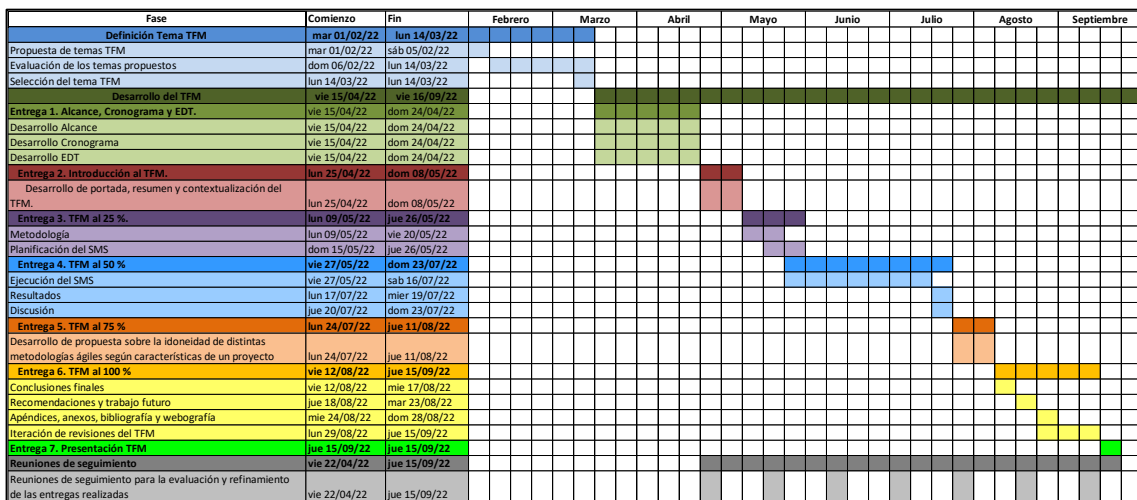 Fase Comienzo Fin Febrero Marzo Abril Mayo Junio Julio Agosto Septiembre
Definición Tema TFM mar 01/02/22 lun 14/03/22
Propuesta de temas TFM mar 01/02/22 sáb 05/02/22
Evaluación de los temas propuestos dom 06/02/22 lun 14/03/22
Selección del tema TFM lun 14/03/22 lun 14/03/22
Desarrollo del TFM vie 15/04/22 vie 16/09/22
Entrega 1. Alcance, Cronograma y EDT. vie 15/04/22 dom 24/04/22
Desarrollo Alcance vie 15/04/22 dom 24/04/22
Desarrollo Cronograma vie 15/04/22 dom 24/04/22
Desarrollo EDT vie 15/04/22 dom 24/04/22
Entrega 2. Introducción al TFM. lun 25/04/22 dom 08/05/22
Desarrollo de portada, resumen y contextualización del
TFM. lun 25/04/22 dom 08/05/22
Entrega 3. TFM al 25 %. lun 09/05/22 jue 26/05/22
Metodología lun 09/05/22 vie 20/05/22
Planificación del SMS dom 15/05/22 jue 26/05/22
Entrega 4. TFM al 50 % vie 27/05/22 dom 23/07/22
Ejecución del SMS vie 27/05/22 sab 16/07/22
Resultados lun 17/07/22 mier 19/07/22
Discusión jue 20/07/22 dom 23/07/22
Entrega 5. TFM al 75 % lun 24/07/22 jue 11/08/22
Desarrollo de propuesta sobre la idoneidad de distintas
metodologías ágiles según características de un proyecto lun 24/07/22 jue 11/08/22
Entrega 6. TFM al 100 % vie 12/08/22 jue 15/09/22
Conclusiones finales vie 12/08/22 mie 17/08/22
Recomendaciones y trabajo futuro jue 18/08/22 mar 23/08/22
Apéndices, anexos, bibliografía y webografía mie 24/08/22 dom 28/08/22
Iteración de revisiones del TFM lun 29/08/22 jue 15/09/22
Entrega 7. Presentación TFM jue 15/09/22 jue 15/09/22
Reuniones de seguimiento vie 22/04/22 jue 15/09/22
Reuniones de seguimiento para la evaluación y refinamiento
de las entregas realizadas vie 22/04/22 jue 15/09/22